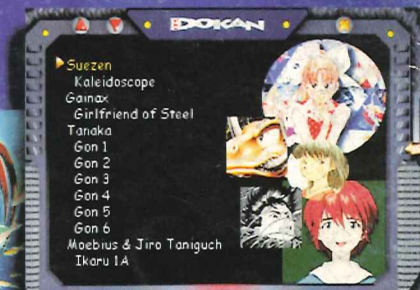 DOKAN
Suezen
Kaleidoscope
Gainax
Girlfriend of Steel
Tanaka
Gon 1
Gon 2
Gon 3
Gon 4
Gon 5
Gon 6
Moebius & Jiro Taniguch
Ikaru 1A